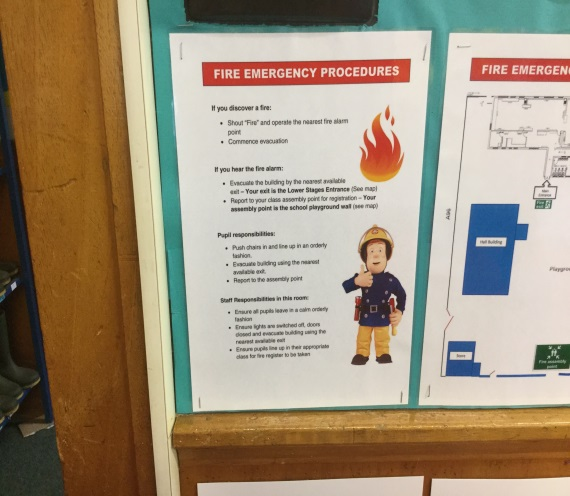 FIRE EMERGENCY PROCEDURES
If you discover a fire:
• Shout "Fire" and operate the nearest fire alarm
point
• Commence evacuation
If you hear the fire alarm:
• Evacuate the building by the nearest available
exit – Your exit is the Lower Stages Entrance (See map)
• Report to your class assembly point for registration – Your
assembly point is the school playground wall (see map)
Pupil responsibilities:
• Push chairs in and line up in an orderly
fashion.
• Evacuate building using the nearest
available exit.
• Report to the assembly point
Staff Responsibilities in this room:
• Ensure all pupils leave in a calm orderly
fashion
• Ensure lights are switched off, doors
closed and evacuate building using the
nearest available exit
• Ensure pupils line up in their appropriate
class for fire register to be taken
FIRE EMERGENC
Fire
exit
A96
Hall Building
Playgroun
Fire assembly
point